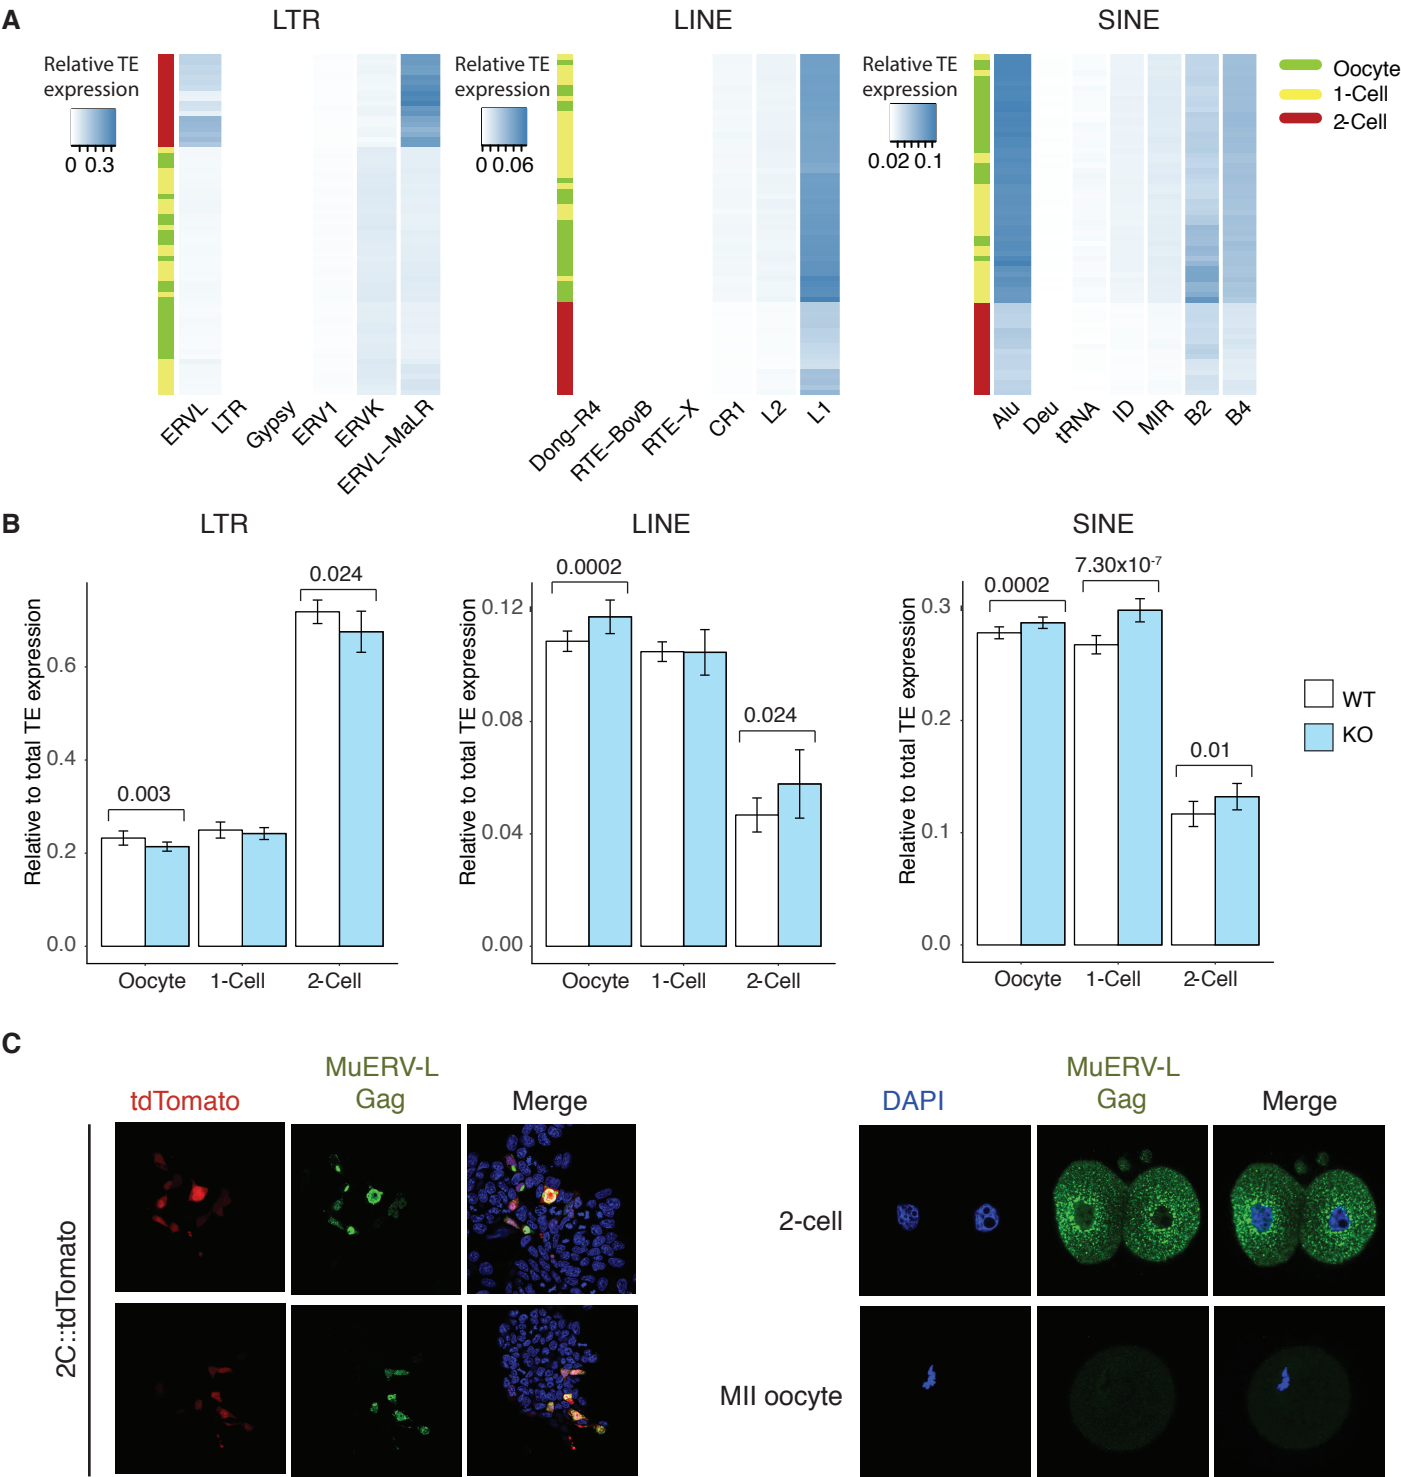 A
LTR
LINE
SINE
Relative TE
expression
0 0.3
Relative TE
expression
0 0.06
Relative TE
expression
0.02 0.1
Oocyte
1-Cell
2-Cell
ERVL
LTR
Gypsy
ERV1
ERVK
ERVL-MaLR
Dong-R4
RTE-BovB
RTE-X
CR1
L2
L1
Alu
Deu
tRNA
ID
MIR
B2
B4
B
LTR
LINE
SINE
Relative to total TE expression
0.6
0.4
0.2
0.0
0.003
0.024
Oocyte 1-Cell 2-Cell
Relative to total TE expression
0.12
0.08
0.04
0.00
0.0002
0.024
Oocyte 1-Cell 2-Cell
Relative to total TE expression
0.3
0.2
0.1
0.0
0.0002
7.30x10⁻⁷
0.01
Oocyte 1-Cell 2-Cell
WT
KO
C
tdTomato
MuERV-L
Gag
Merge
2C::tdTomato
DAPI
MuERV-L
Gag
Merge
2-cell
MII oocyte